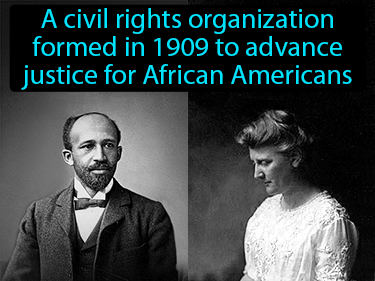 A civil rights organization
formed in 1909 to advance
justice for African Americans